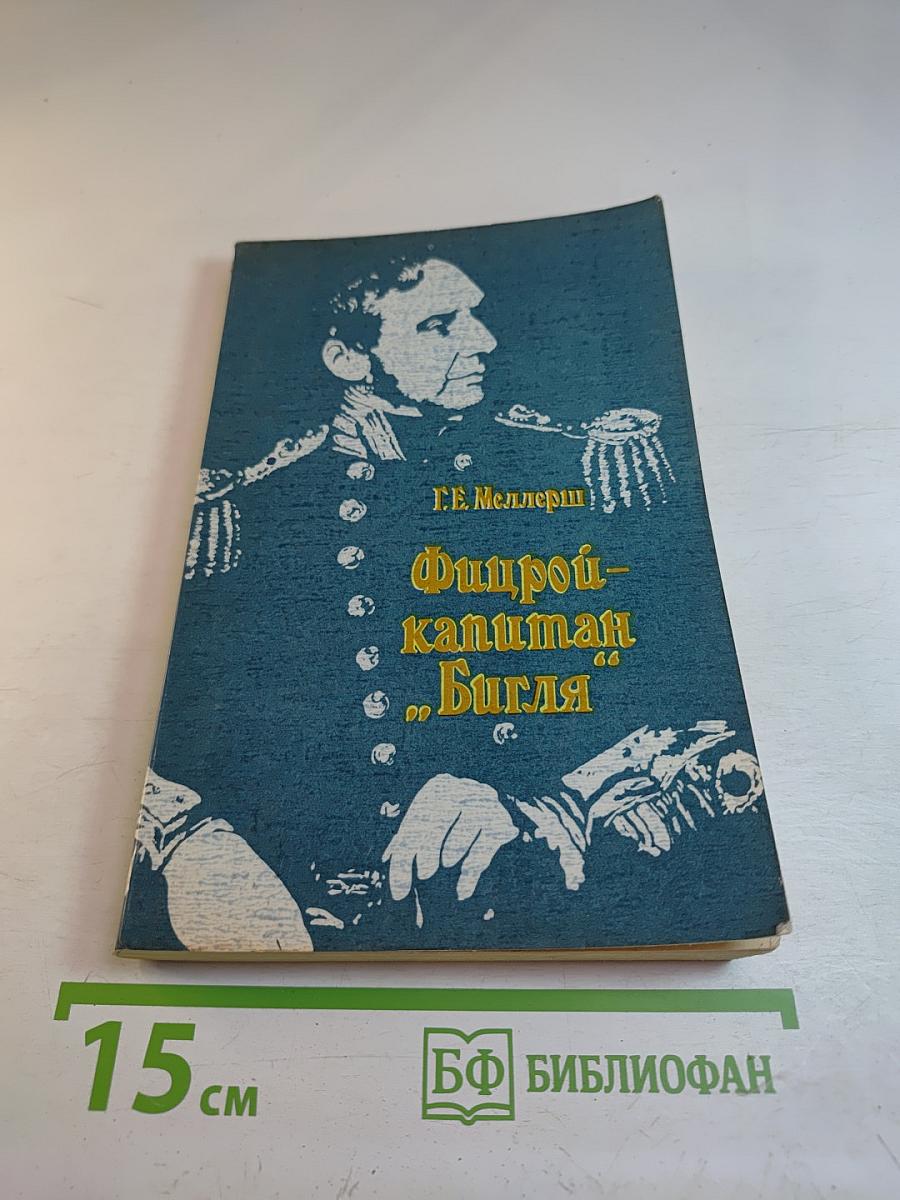 Г. Е. Меллерш
Фицрой–
капитан
„Бигля“
15 см
БФ БИБЛИОФАН